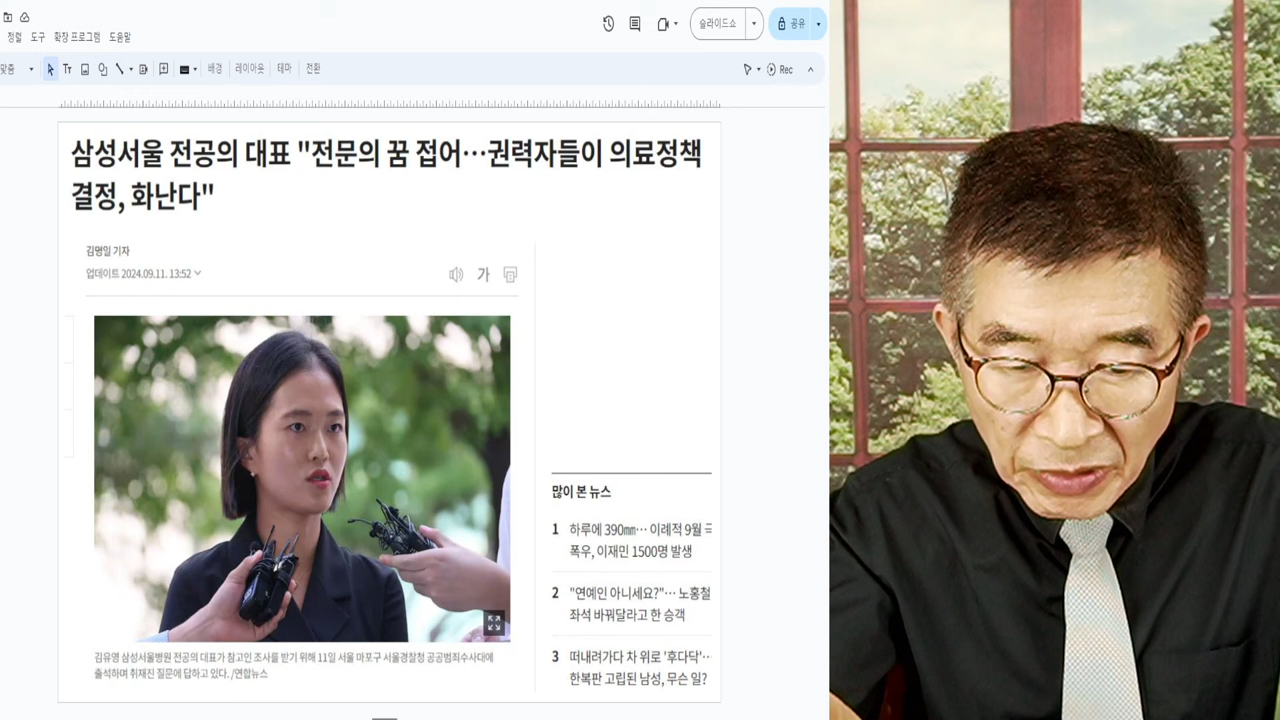 정렬 도구 확장 프로그램 도움말
슬라이드쇼
공유
맞춤
Tт
배경 레이아웃 테마 전환
Rec
삼성서울 전공의 대표 "전문의 꿈 접어…권력자들이 의료정책
결정, 화난다"
김명일 기자
업데이트 2024.09.11. 13:52
가
김유영 삼성서울병원 전공의 대표가 참고인 조사를 받기 위해 11일 서울 마포구 서울경찰청 공공범죄수사대에
출석하며 취재진 질문에 답하고 있다. /연합뉴스
많이 본 뉴스
1 하루에 390㎜… 이례적 9월
폭우, 이재민 1500명 발생
2 "연예인 아니세요?"… 노홍철
좌석 바꿔달라고 한 승객
3 떠내려가다 차 위로 '후다닥'…
한복판 고립된 남성, 무슨 일?